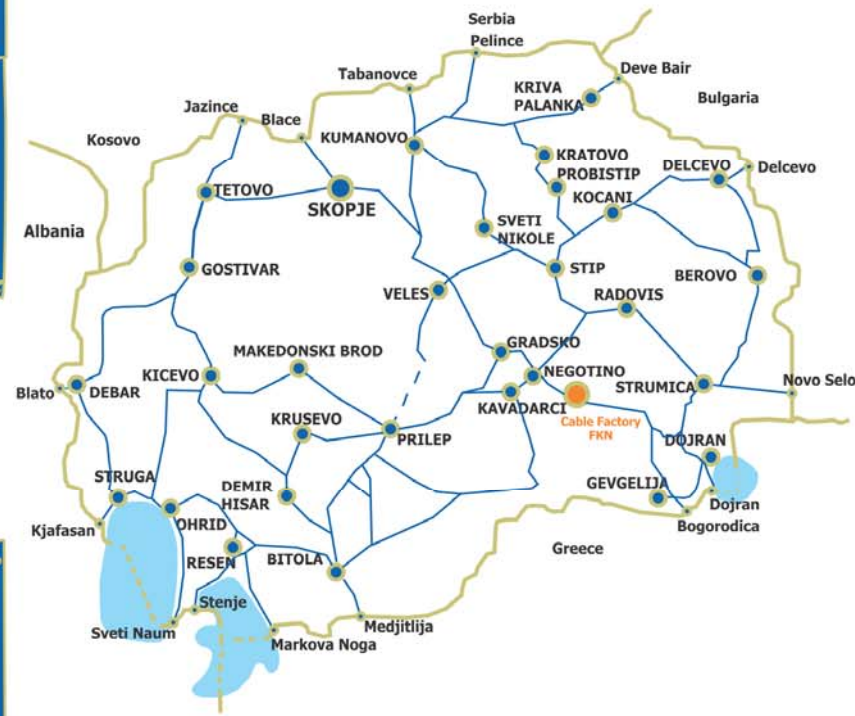 Serbia
Pelince
Deve Bair
Tabanovce
KRIVA
PALANKA
Bulgaria
Jazince
Blace
Kosovo
KUMANOVO
KRATOVO
DELCEVO
Delcevo
PROBISTIP
TETOVO
KOCANI
SKOPJE
SVETI
NIKOLE
Albania
GOSTIVAR
STIP
BEROVO
VELES
RADOVIS
GRADSKO
MAKEDONSKI BROD
KICEVO
NEGOTINO
Blato
DEBAR
STRUMICA
Novo Selo
KAVADARCI
KRUSEVO
Cable Factory
FKN
PRILEP
DOJRAN
STRUGA
DEMIR
HISAR
GEVGELIJA
Dojran
Kjafasan
OHRID
Bogorodica
RESEN
BITOLA
Greece
Stenje
Sveti Naum
Medjitlija
Markova Noga